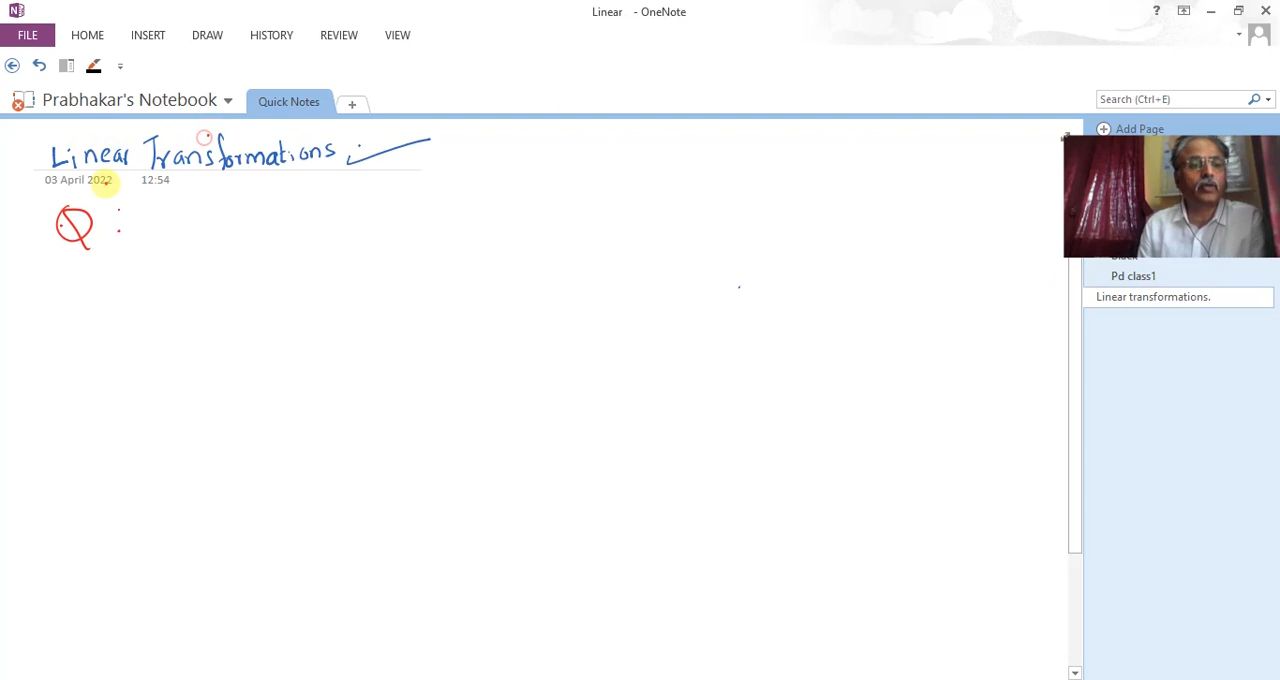 Linear - OneNote
?
FILE HOME INSERT DRAW HISTORY REVIEW VIEW
Prabhakar's Notebook Quick Notes
Search (Ctrl+E)
Add Page
Linear Transformations :
03 April 2022 12:54
Q :
Pd class1
Linear transformations.